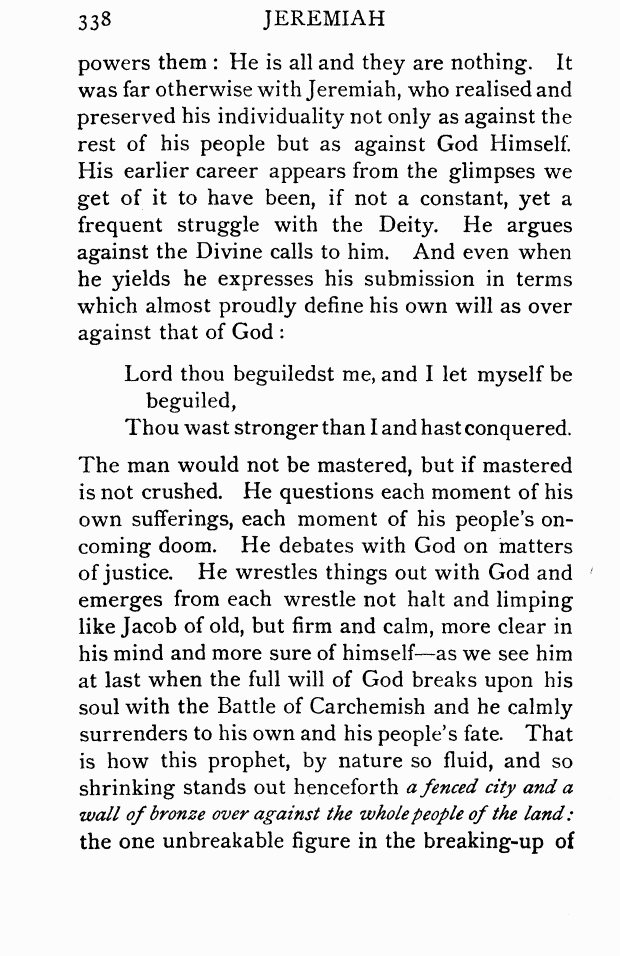 338 JEREMIAH
powers them : He is all and they are nothing. It
was far otherwise with Jeremiah, who realised and
preserved his individuality not only as against the
rest of his people but as against God Himself.
His earlier career appears from the glimpses we
get of it to have been, if not a constant, yet a
frequent struggle with the Deity. He argues
against the Divine calls to him. And even when
he yields he expresses his submission in terms
which almost proudly define his own will as over
against that of God :
Lord thou beguiledst me, and I let myself be
beguiled,
Thou wast stronger than I and hast conquered.
The man would not be mastered, but if mastered
is not crushed. He questions each moment of his
own sufferings, each moment of his people's on-
coming doom. He debates with God on matters
of justice. He wrestles things out with God and
emerges from each wrestle not halt and limping
like Jacob of old, but firm and calm, more clear in
his mind and more sure of himself—as we see him
at last when the full will of God breaks upon his
soul with the Battle of Carchemish and he calmly
surrenders to his own and his people's fate. That
is how this prophet, by nature so fluid, and so
shrinking stands out henceforth a fenced city and a
wall of bronze over against the whole people of the land:
the one unbreakable figure in the breaking-up of